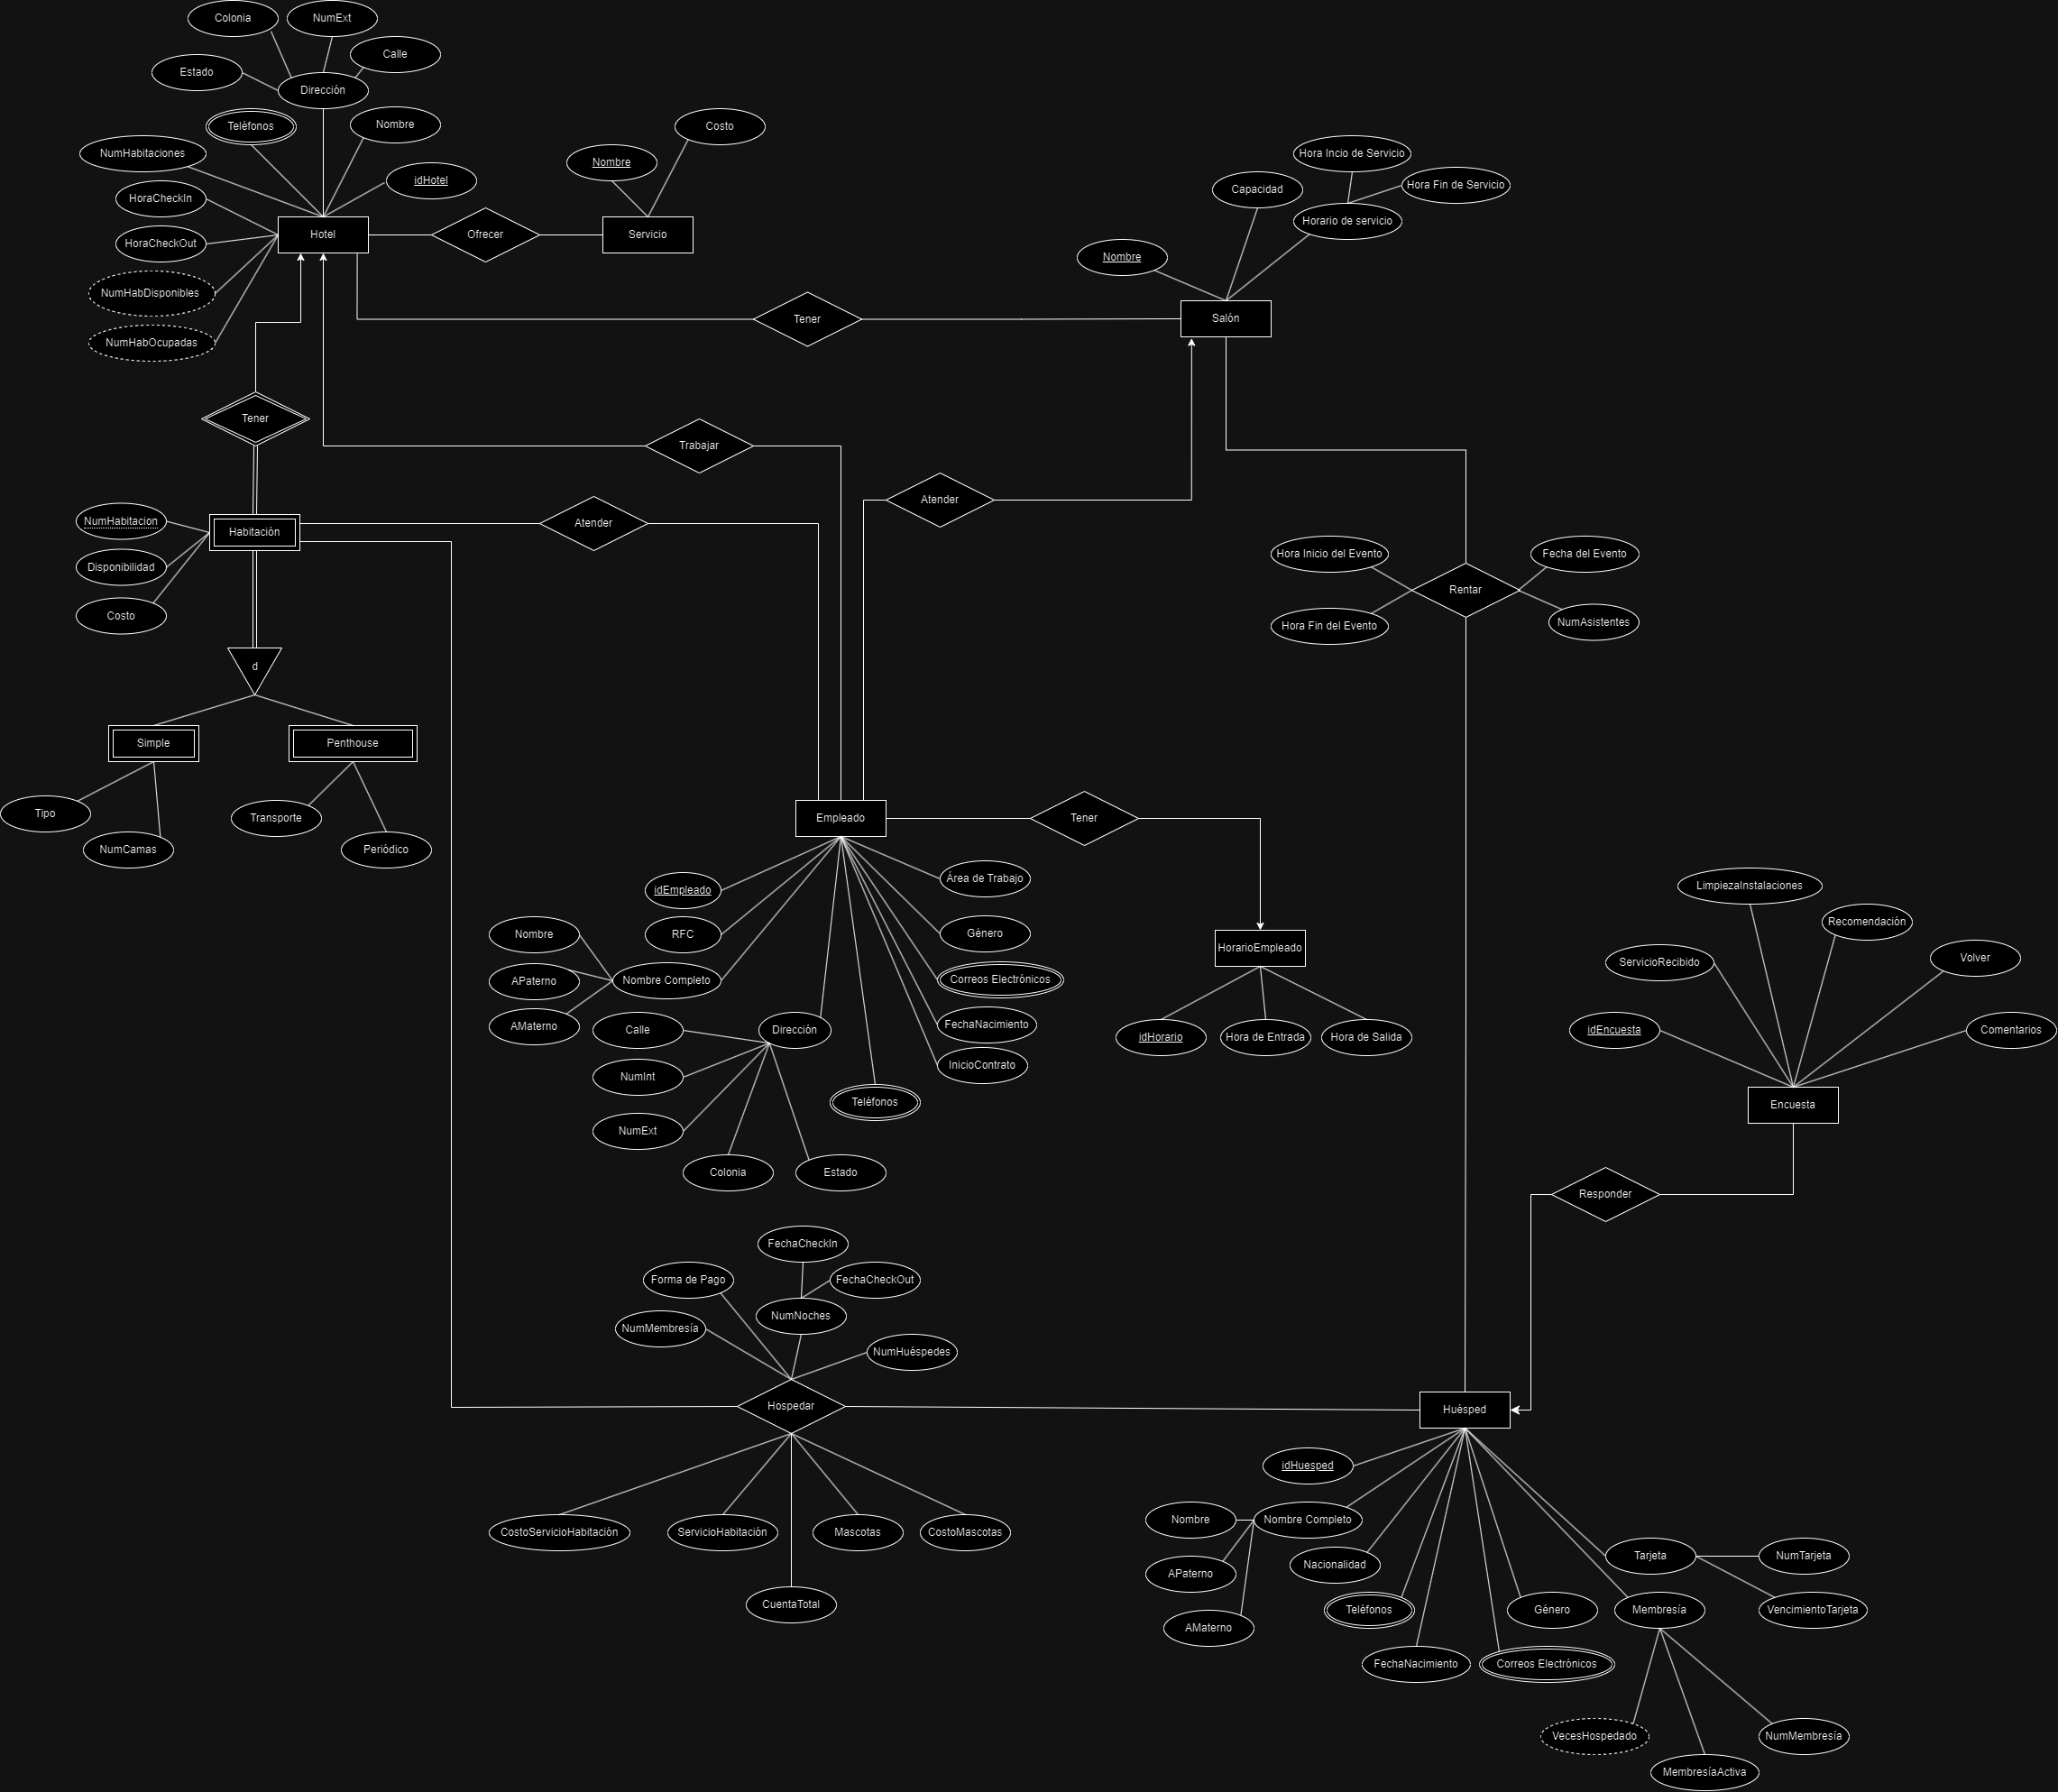 Colonia
NumExt
Calle
Estado
Dirección
Teléfonos
Nombre
NumHabitaciones
idHotel
HoraCheckIn
HoraCheckOut
NumHabDisponibles
NumHabOcupadas
Hotel
Ofrecer
Servicio
Nombre
Costo
Hora Incio de Servicio
Hora Fin de Servicio
Capacidad
Horario de servicio
Nombre
Tener
Salón
Tener
Trabajar
Atender
NumHabitacion
Habitación
Atender
Disponibilidad
Costo
Hora Inicio del Evento
Fecha del Evento
Rentar
Hora Fin del Evento
NumAsistentes
d
Simple
Penthouse
Tipo
NumCamas
Transporte
Periódico
Empleado
Tener
idEmpleado
Área de Trabajo
RFC
Género
Nombre
APaterno
AMaterno
Nombre Completo
Correos Electrónicos
FechaNacimiento
InicioContrato
Dirección
Calle
NumInt
NumExt
Colonia
Estado
Teléfonos
HorarioEmpleado
idHorario
Hora de Entrada
Hora de Salida
LimpiezaInstalaciones
Recomendación
ServicioRecibido
Volver
idEncuesta
Comentarios
Encuesta
Responder
FechaCheckIn
Forma de Pago
FechaCheckOut
NumMembresía
NumNoches
NumHuéspedes
Hospedar
Huésped
CostoServicioHabitación
ServicioHabitación
Mascotas
CostoMascotas
CuentaTotal
idHuesped
Nombre
Nombre Completo
APaterno
AMaterno
Nacionalidad
Teléfonos
FechaNacimiento
Correos Electrónicos
Género
Tarjeta
NumTarjeta
VencimientoTarjeta
Membresía
VecesHospedado
NumMembresía
MembresíaActiva